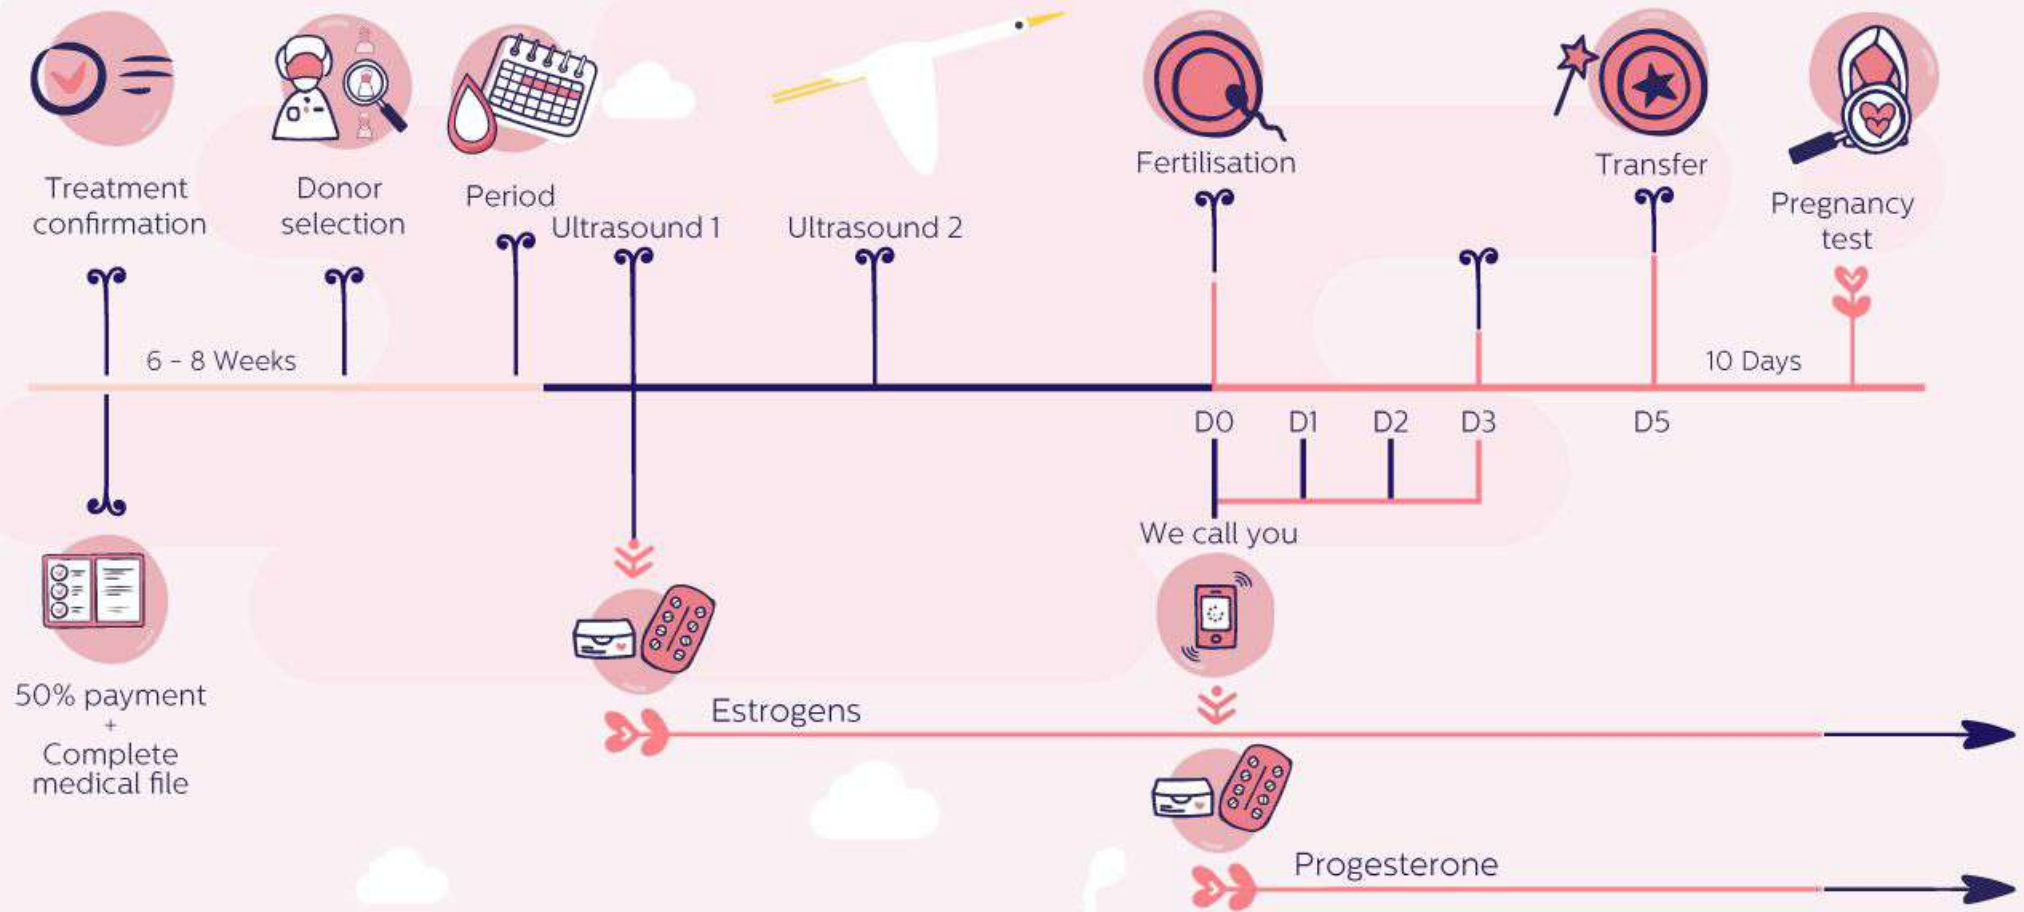 Treatment
confirmation
Donor
selection
Period
Ultrasound 1
Ultrasound 2
Fertilisation
Transfer
Pregnancy
test
6 - 8 Weeks
10 Days
D0
D1
D2
D3
D5
We call you
50% payment
+
Complete
medical file
Estrogens
Progesterone